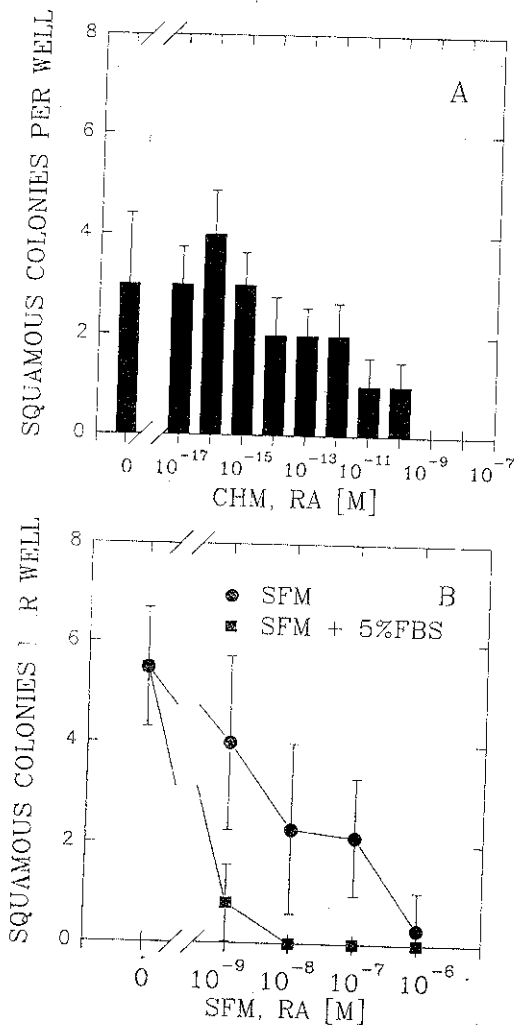 A
SQUAMOUS COLONIES PER WELL
8
6
4
2
0
0 10⁻¹⁷ 10⁻¹⁵ 10⁻¹³ 10⁻¹¹ 10⁻⁹ 10⁻⁷
CHM, RA [M]
B
SQUAMOUS COLONIES R WELL
8
6
4
2
0
SFM
SFM + 5%FBS
0 10⁻⁹ 10⁻⁸ 10⁻⁷ 10⁻⁶
SFM, RA [M]